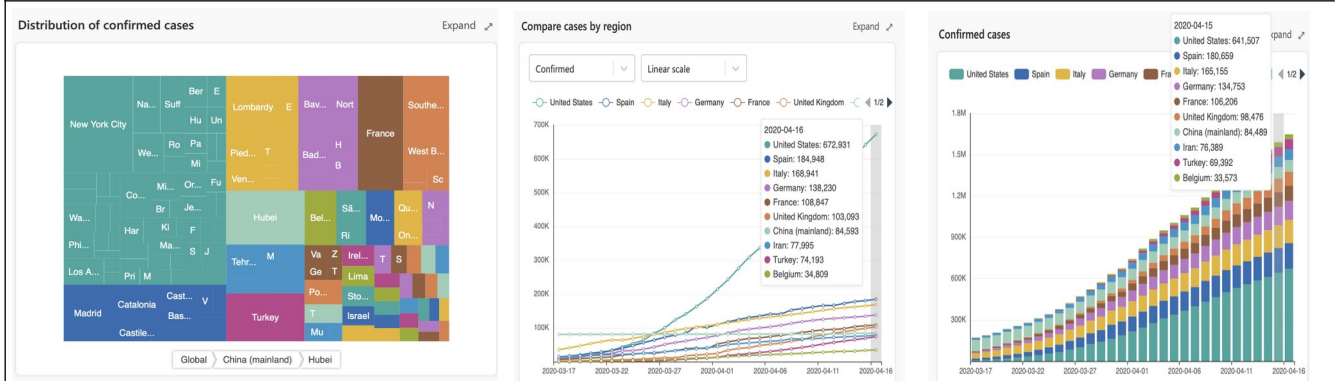 Distribution of confirmed cases
Expand
New York City
Na...
Suff
Ber
E
Hu
Un
We...
Ro
Pa
Mi
Co...
Mi...
Or...
Fu
Br
Je...
Wa...
Har
Ki
F
Phi...
Ma...
S
J
Los A...
Pri
M
Lombardy
E
Pied...
T
Ven...
Bav...
Nort
Bad...
H
B
France
Southe...
West B...
Sc
Hubei
Bel...
Sã...
Ri
Mo...
Qu...
On...
N
Tehr...
M
Turkey
Va
Z
Ge
T
Po...
T
Mu
Irel...
Lima
Sto...
Israel
T
S
Madrid
Catalonia
Cast...
V
Bas...
Castile...
Global
China (mainland)
Hubei
Compare cases by region
Expand
Confirmed
Linear scale
United States
Spain
Italy
Germany
France
United Kingdom
1/2
700K
600K
500K
400K
300K
200K
100K
2020-04-16
United States: 672,931
Spain: 184,948
Italy: 168,941
Germany: 138,230
France: 108,847
United Kingdom: 103,093
China (mainland): 84,593
Iran: 77,995
Turkey: 74,193
Belgium: 34,809
2020-03-17
2020-03-22
2020-03-27
2020-04-01
2020-04-06
2020-04-11
2020-04-16
Confirmed cases
xpand
United States
Spain
Italy
Germany
Fra
1/2
2020-04-15
United States: 641,507
Spain: 180,659
Italy: 165,155
Germany: 134,753
France: 106,206
United Kingdom: 98,476
China (mainland): 84,489
Iran: 76,389
Turkey: 69,392
Belgium: 33,573
1.8M
1.5M
1.2M
900K
600K
300K
2020-03-17
2020-03-22
2020-03-27
2020-04-01
2020-04-06
2020-04-11
2020-04-16